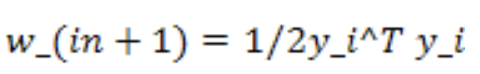 w_(in + 1) = 1/2y_i^T y_i